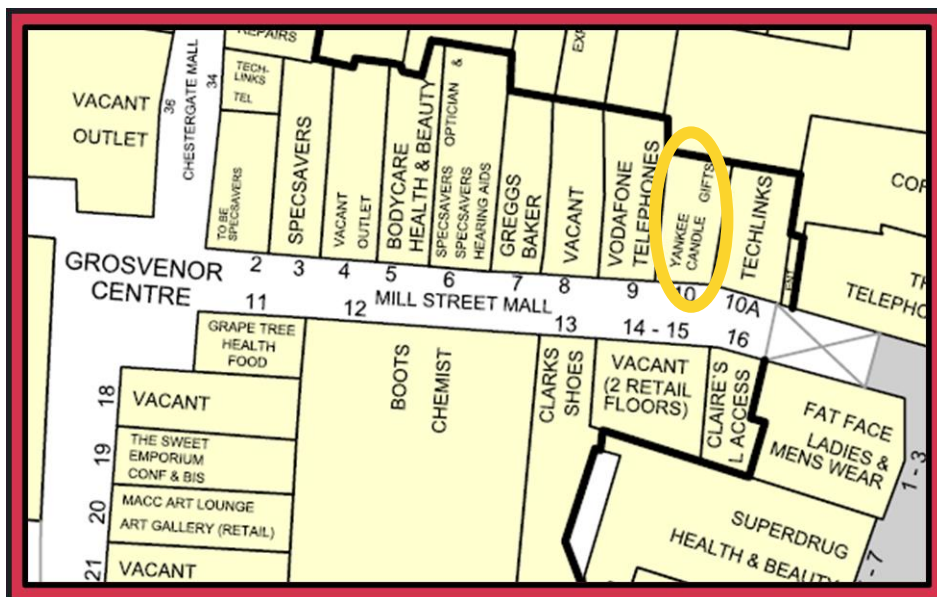 REPAIRS
TECH-
LINKS
TEL
34
CHESTERGATE MALL
36
VACANT
OUTLET
TO BE
SPECSAVERS
SPECSAVERS
VACANT
OUTLET
BODYCARE
HEALTH & BEAUTY
SPECSAVERS OPTICIAN &
SPECSAVERS
HEARING AIDS
GREGGS
BAKER
VACANT
VODAFONE
TELEPHONES
YANKEE
CANDLE
GIFTS
TECHLINKS
GROSVENOR
CENTRE
2
3
4
5
6
7
8
9
10
10A
MILL STREET MALL
11
12
13
14 - 15
16
GRAPE TREE
HEALTH
FOOD
BOOTS
CHEMIST
CLARKS
SHOES
VACANT
(2 RETAIL
FLOORS)
CLAIRE'S
L ACCESS
FAT FACE
LADIES &
MENS WEAR
1 - 3
18
VACANT
19
THE SWEET
EMPORIUM
CONF & BIS
20
MACC ART LOUNGE
ART GALLERY (RETAIL)
21
VACANT
SUPERDRUG
HEALTH & BEAUTY
- 7